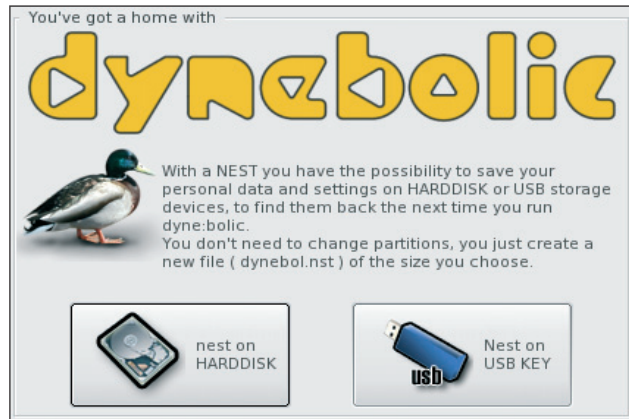 You've got a home with
dynebolic
With a NEST you have the possibility to save your
personal data and settings on HARDDISK or USB storage
devices, to find them back the next time you run
dyne:bolic.
You don't need to change partitions, you just create a
new file ( dynebol.nst ) of the size you choose.
nest on
HARDDISK
usb
Nest on
USB KEY